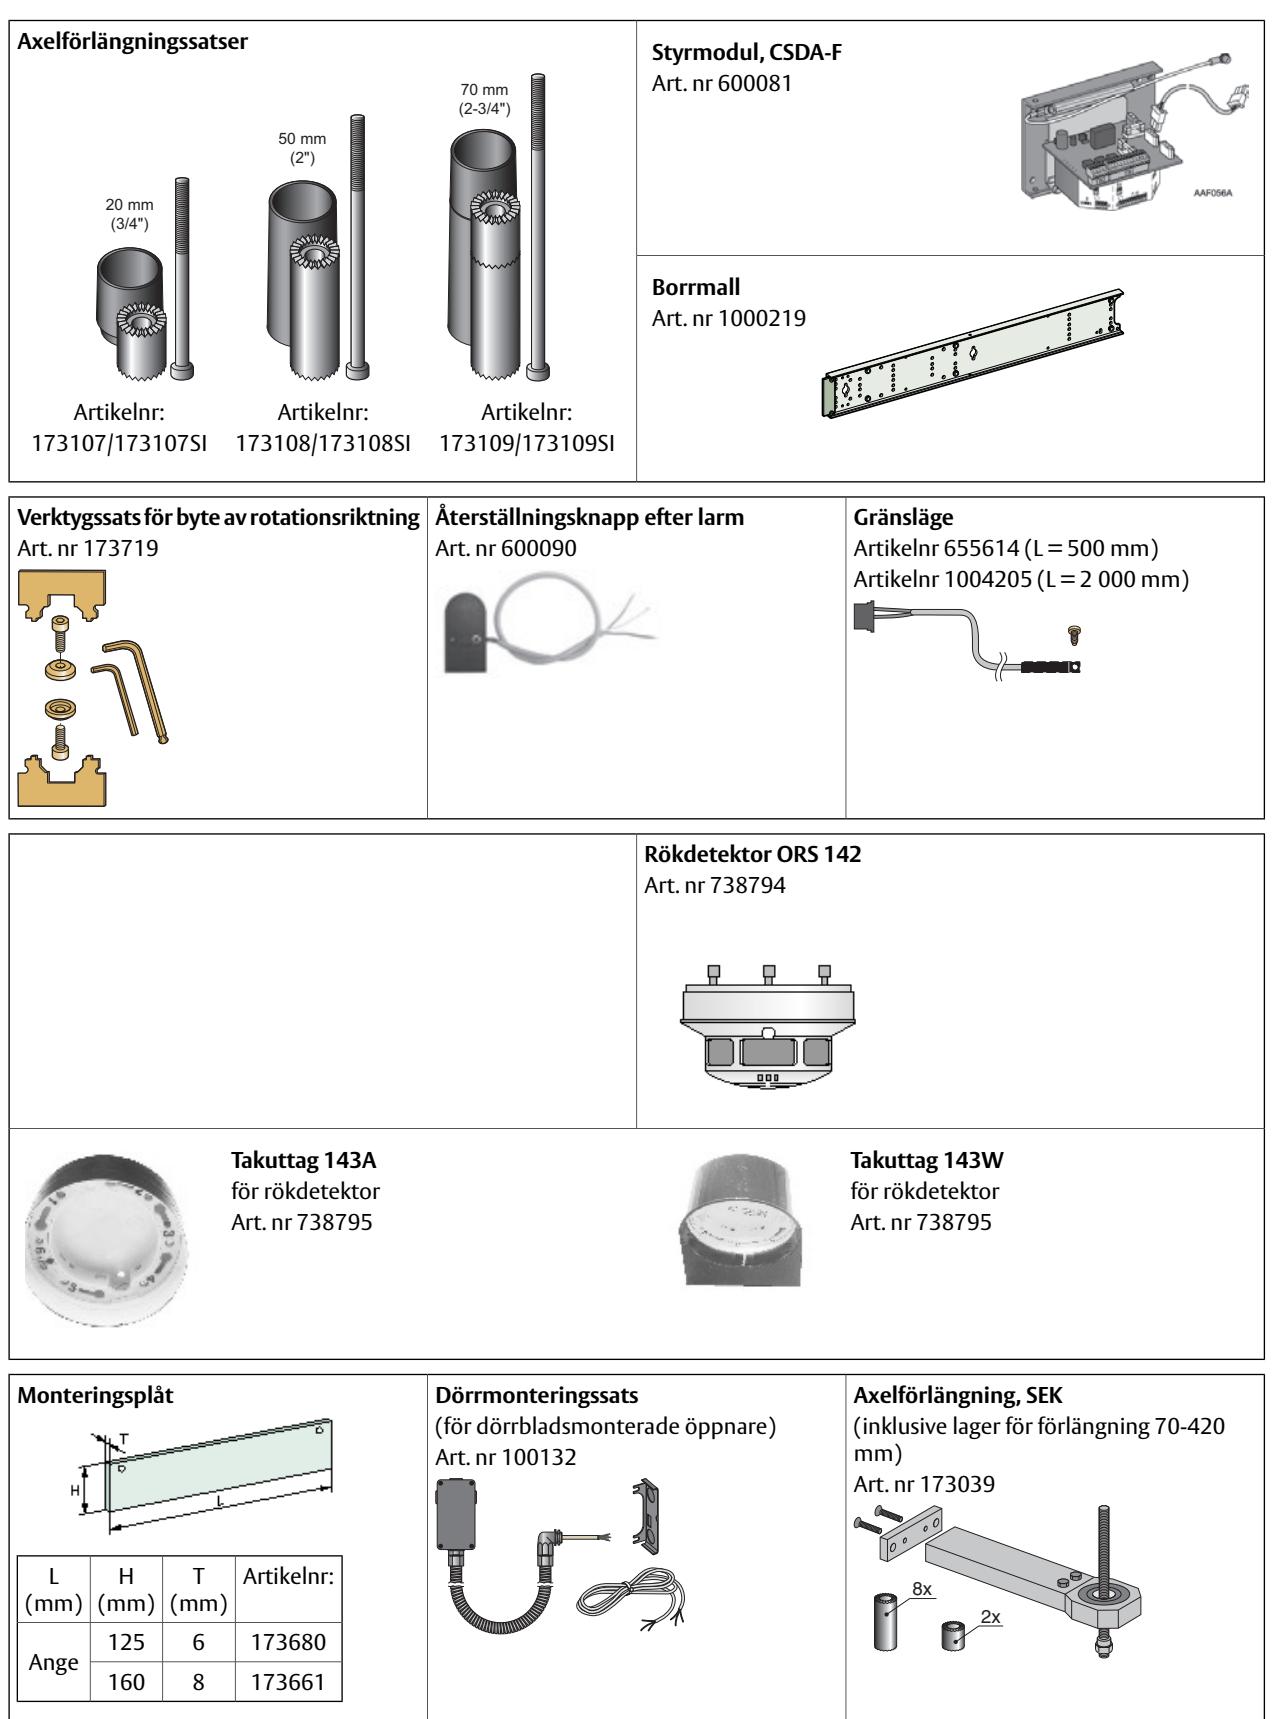 Axelförlängningssatser
20 mm
(3/4")
50 mm
(2")
70 mm
(2-3/4")
Artikelnr:
173107/173107SI
Artikelnr:
173108/173108SI
Artikelnr:
173109/173109SI
Styrmodul, CSDA-F
Art. nr 600081
AAF056A
Borrmall
Art. nr 1000219
Verktygssats för byte av rotationsriktning
Art. nr 173719
Återställningsknapp efter larm
Art. nr 600090
Gränsläge
Artikelnr 655614 (L = 500 mm)
Artikelnr 1004205 (L = 2 000 mm)
Rökdetektor ORS 142
Art. nr 738794
Takuttag 143A
för rökdetektor
Art. nr 738795
Takuttag 143W
för rökdetektor
Art. nr 738795
Monteringsplåt
T
H
L
L (mm) H (mm) T (mm) Artikelnr:
Ange 125 6 173680
160 8 173661
Dörrmonteringssats
(för dörrbladsmonterade öppnare)
Art. nr 100132
Axelförlängning, SEK
(inklusive lager för förlängning 70-420
mm)
Art. nr 173039
8x
2x